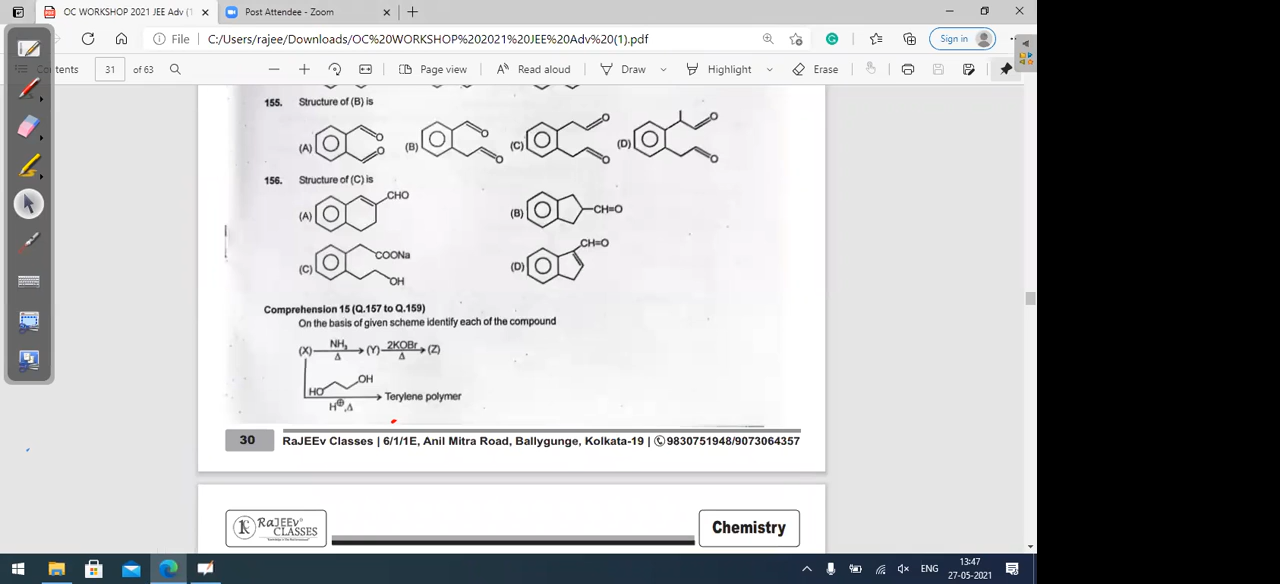 OC WORKSHOP 2021 JEE Adv (1
Post Attendee - Zoom
File
C:/Users/rajee/Downloads/OC%20WORKSHOP%202021%20JEE%20Adv%20(1).pdf
Sign in
Contents
31
of 63
Page view
Read aloud
Draw
Highlight
Erase
155. Structure of (B) is
(A) O O (B) O O (C) O O (D) O O
156. Structure of (C) is
(A) CHO
(B) CH=O
(C) COONa OH
(D) CH=O
Comprehension 15 (Q.157 to Q.159)
On the basis of given scheme identify each of the compound
(X) NH3 Δ (Y) 2KOBr Δ (Z)
HO OH
H⊕,Δ Terylene polymer
30 RaJEEv Classes | 6/1/1E, Anil Mitra Road, Ballygunge, Kolkata-19 | 9830751948/9073064357
RaJEEv
CLASSES
Chemistry
ENG
13:47
27-05-2021